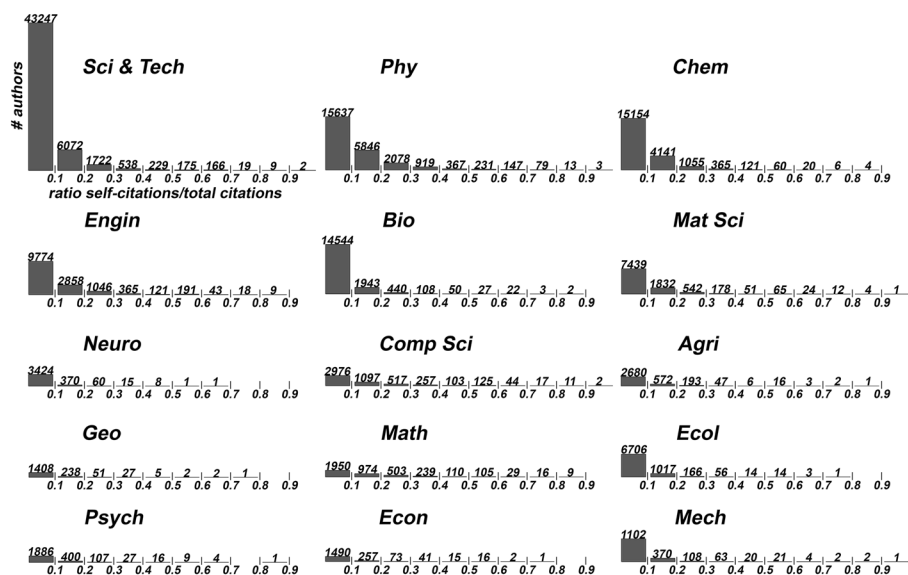 Sci & Tech
# authors
43247 6072 1722 538 229 175 166 19 9 2
0.1 0.2 0.3 0.4 0.5 0.6 0.7 0.8 0.9
ratio self-citations/total citations
Phy
15637 5846 2078 919 367 231 147 79 13 3
0.1 0.2 0.3 0.4 0.5 0.6 0.7 0.8 0.9
Chem
15154 4141 1055 365 121 60 20 6 4
0.1 0.2 0.3 0.4 0.5 0.6 0.7 0.8 0.9
Engin
9774 2858 1046 365 121 191 43 18 9
0.1 0.2 0.3 0.4 0.5 0.6 0.7 0.8 0.9
Bio
14544 1943 440 108 50 27 22 3 2
0.1 0.2 0.3 0.4 0.5 0.6 0.7 0.8 0.9
Mat Sci
7439 1832 542 178 51 65 24 12 4 1
0.1 0.2 0.3 0.4 0.5 0.6 0.7 0.8 0.9
Neuro
3424 370 60 15 8 1 1
0.1 0.2 0.3 0.4 0.5 0.6 0.7 0.8 0.9
Comp Sci
2976 1097 517 257 103 125 44 17 11 2
0.1 0.2 0.3 0.4 0.5 0.6 0.7 0.8 0.9
Agri
2680 572 193 47 6 16 3 2 1
0.1 0.2 0.3 0.4 0.5 0.6 0.7 0.8 0.9
Geo
1408 238 51 27 5 2 2 1
0.1 0.2 0.3 0.4 0.5 0.6 0.7 0.8 0.9
Math
1950 974 503 239 110 105 29 16 9
0.1 0.2 0.3 0.4 0.5 0.6 0.7 0.8 0.9
Ecol
6706 1017 166 56 14 14 3 1
0.1 0.2 0.3 0.4 0.5 0.6 0.7 0.8 0.9
Psych
1886 400 107 27 16 9 4 1
0.1 0.2 0.3 0.4 0.5 0.6 0.7 0.8 0.9
Econ
1490 257 73 41 15 16 2 1
0.1 0.2 0.3 0.4 0.5 0.6 0.7 0.8 0.9
Mech
1102 370 108 63 20 21 4 2 2 1
0.1 0.2 0.3 0.4 0.5 0.6 0.7 0.8 0.9